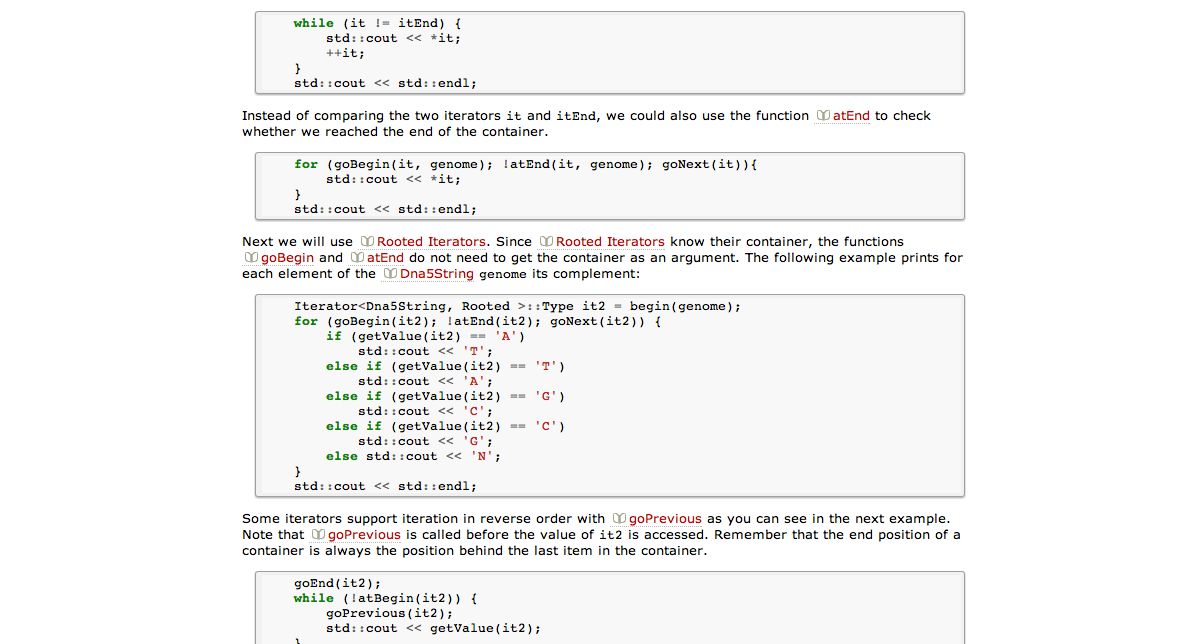 while (it != itEnd) {
std::cout << *it;
++it;
}
std::cout << std::endl;
Instead of comparing the two iterators it and itEnd, we could also use the function atEnd to check
whether we reached the end of the container.
for (goBegin(it, genome); !atEnd(it, genome); goNext(it)){
std::cout << *it;
}
std::cout << std::endl;
Next we will use Rooted Iterators. Since Rooted Iterators know their container, the functions
goBegin and atEnd do not need to get the container as an argument. The following example prints for
each element of the Dna5String genome its complement:
Iterator<Dna5String, Rooted >::Type it2 = begin(genome);
for (goBegin(it2); !atEnd(it2); goNext(it2)) {
if (getValue(it2) == 'A')
std::cout << 'T';
else if (getValue(it2) == 'T')
std::cout << 'A';
else if (getValue(it2) == 'G')
std::cout << 'C';
else if (getValue(it2) == 'C')
std::cout << 'G';
else std::cout << 'N';
}
std::cout << std::endl;
Some iterators support iteration in reverse order with goPrevious as you can see in the next example.
Note that goPrevious is called before the value of it2 is accessed. Remember that the end position of a
container is always the position behind the last item in the container.
goEnd(it2);
while (!atBegin(it2)) {
goPrevious(it2);
std::cout << getValue(it2);
}